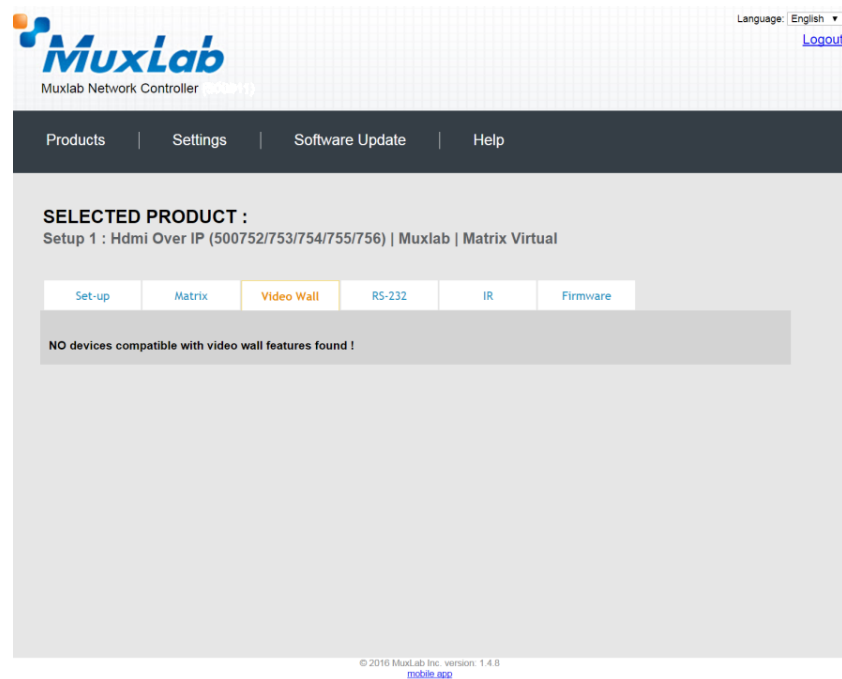 Language: English
Logout
MuxLab
Muxlab Network Controller
Products | Settings | Software Update | Help
SELECTED PRODUCT :
Setup 1 : Hdmi Over IP (500752/753/754/755/756) | Muxlab | Matrix Virtual
Set-up Matrix Video Wall RS-232 IR Firmware
NO devices compatible with video wall features found !
© 2016 MuxLab Inc. version: 1.4.8
mobile app